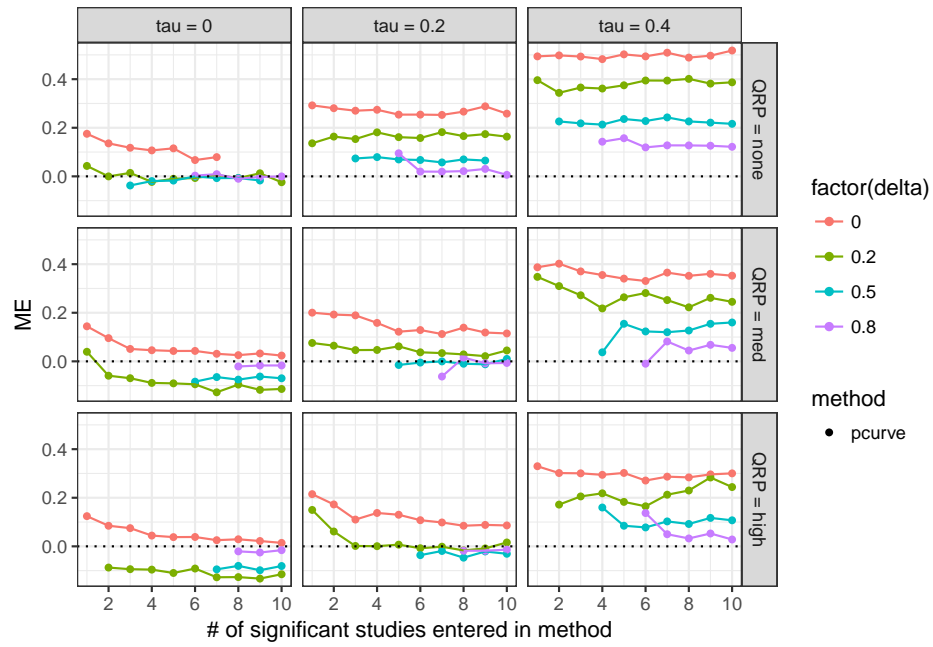 tau = 0
tau = 0.2
tau = 0.4
0.4
0.2
0.0
QRP = none
0.4
0.2
0.0
QRP = med
0.4
0.2
0.0
QRP = high
ME
2 4 6 8 10
2 4 6 8 10
2 4 6 8 10
# of significant studies entered in method
factor(delta)
0
0.2
0.5
0.8
method
pcurve